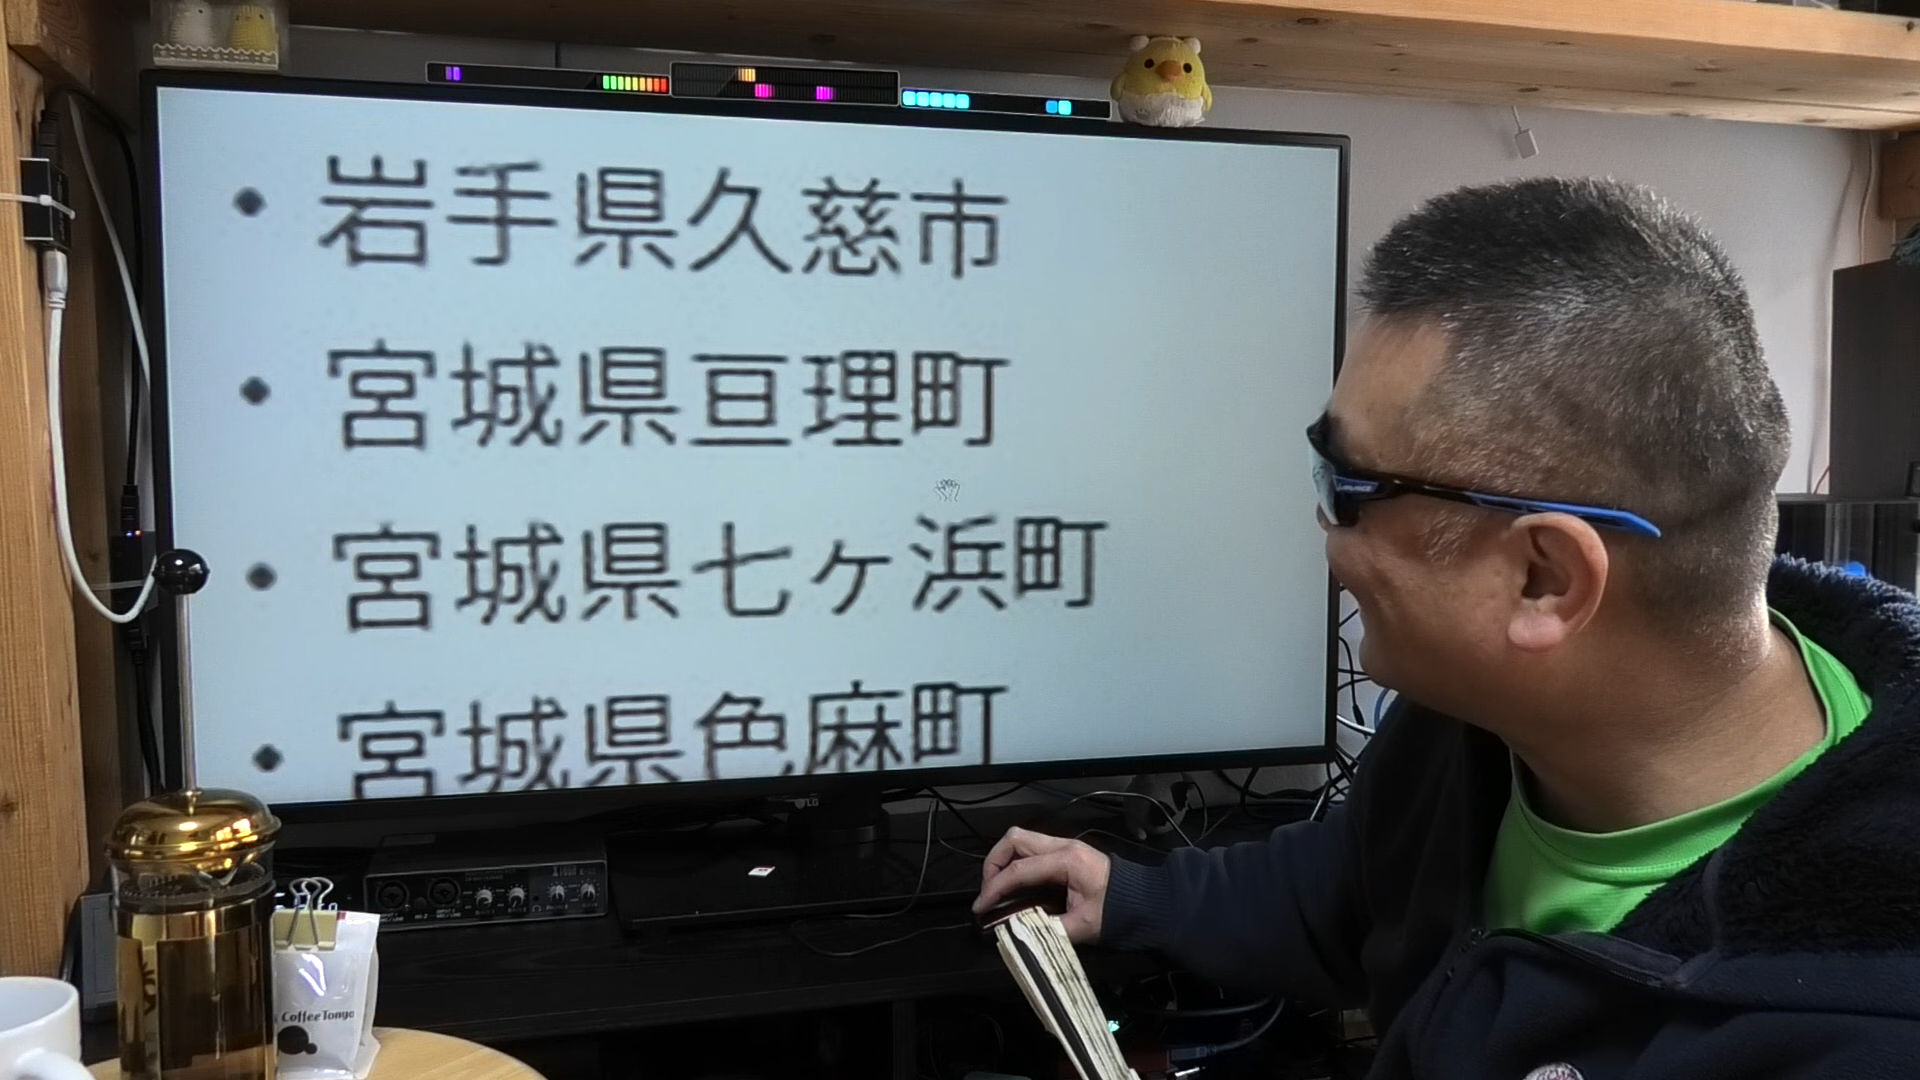 • 岩手県久慈市
• 宮城県亘理町
• 宮城県七ヶ浜町
• 宮城県色麻町
LG
Coffee Tonya